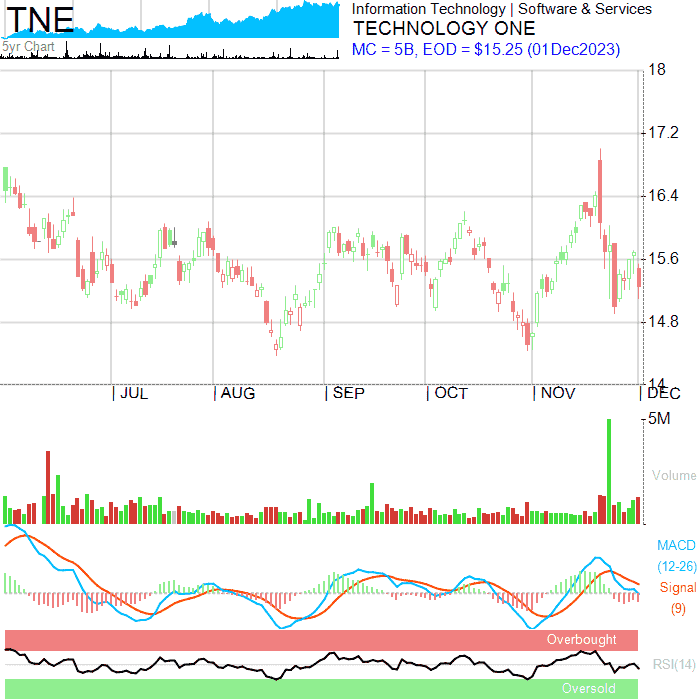 TNE
5yr Chart
Information Technology | Software & Services
TECHNOLOGY ONE
MC = 5B, EOD = $15.25 (01Dec2023)
18
17.2
16.4
15.6
14.8
14
| JUL
| AUG
| SEP
| OCT
| NOV
| DEC
5M
Volume
MACD
(12-26)
Signal
(9)
Overbought
RSI(14)
Oversold